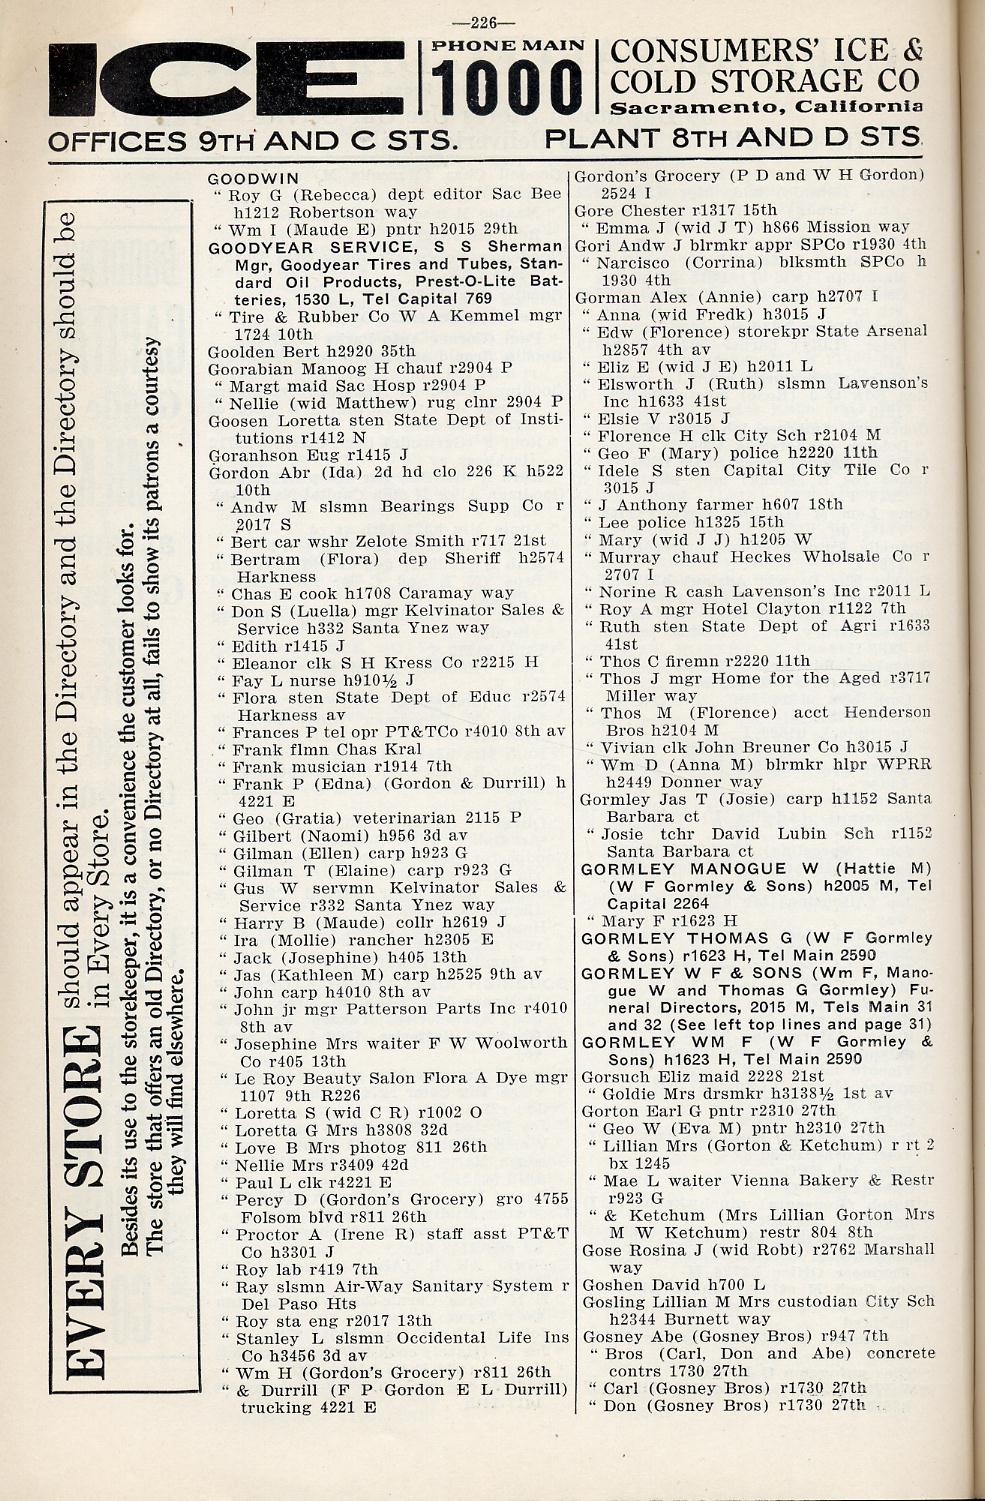 —226—
ICE
PHONE MAIN
1000
CONSUMERS' ICE &
COLD STORAGE CO
Sacramento, California
OFFICES 9TH AND C STS.
PLANT 8TH AND D STS.
EVERY STORE should appear in the Directory and the Directory should be
in Every Store.
Besides its use to the storekeeper, it is a convenience the customer looks for.
The store that offers an old Directory, or no Directory at all, fails to show its patrons a courtesy
they will find elsewhere.
GOODWIN
" Roy G (Rebecca) dept editor Sac Bee
h1212 Robertson way
" Wm I (Maude E) pntr h2015 29th
GOODYEAR SERVICE, S S Sherman
Mgr, Goodyear Tires and Tubes, Stan-
dard Oil Products, Prest-O-Lite Bat-
teries, 1530 L, Tel Capital 769
" Tire & Rubber Co W A Kemmel mgr
1724 10th
Goolden Bert h2920 35th
Goorabian Manoog H chauf r2904 P
" Margt maid Sac Hosp r2904 P
" Nellie (wid Matthew) rug clnr 2904 P
Goosen Loretta sten State Dept of Insti-
tutions r1412 N
Goranhson Eug r1415 J
Gordon Abr (Ida) 2d hd clo 226 K h522
10th
" Andw M slsmn Bearings Supp Co r
2017 S
" Bert car wshr Zelote Smith r717 21st
" Bertram (Flora) dep Sheriff h2574
Harkness
" Chas E cook h1708 Caramay way
" Don S (Luella) mgr Kelvinator Sales &
Service h332 Santa Ynez way
" Edith r1415 J
" Eleanor clk S H Kress Co r2215 H
" Fay L nurse h910½ J
" Flora sten State Dept of Educ r2574
Harkness av
" Frances P tel opr PT&TCo r4010 8th av
" Frank flmn Chas Kral
" Frank musician r1914 7th
" Frank P (Edna) (Gordon & Durrill) h
4221 E
" Geo (Gratia) veterinarian 2115 P
" Gilbert (Naomi) h956 3d av
" Gilman (Ellen) carp h923 G
" Gilman T (Elaine) carp r923 G
" Gus W servmn Kelvinator Sales &
Service r332 Santa Ynez way
" Harry B (Maude) collr h2619 J
" Ira (Mollie) rancher h2305 E
" Jack (Josephine) h405 13th
" Jas (Kathleen M) carp h2525 9th av
" John carp h4010 8th av
" John jr mgr Patterson Parts Inc r4010
8th av
" Josephine Mrs waiter F W Woolworth
Co r405 13th
" Le Roy Beauty Salon Flora A Dye mgr
1107 9th R226
" Loretta S (wid C R) r1002 O
" Loretta G Mrs h3808 32d
" Love B Mrs photog 811 26th
" Nellie Mrs r3409 42d
" Paul L clk r4221 E
" Percy D (Gordon's Grocery) gro 4755
Folsom blvd r811 26th
" Proctor A (Irene R) staff asst PT&T
Co h3301 J
" Roy lab r419 7th
" Ray slsmn Air-Way Sanitary System r
Del Paso Hts
" Roy sta eng r2017 13th
" Stanley L slsmn Occidental Life Ins
Co h3456 3d av
" Wm H (Gordon's Grocery) r811 26th
" & Durrill (F P Gordon E L Durrill)
trucking 4221 E
Gordon's Grocery (P D and W H Gordon)
2524 I
Gore Chester r1317 15th
" Emma J (wid J T) h866 Mission way
Gori Andw J blrmkr appr SPCo r1930 4th
" Narcisco (Corrina) blksmth SPCo h
1930 4th
Gorman Alex (Annie) carp h2707 I
" Anna (wid Fredk) h3015 J
" Edw (Florence) storekpr State Arsenal
h2857 4th av
" Eliz E (wid J E) h2011 L
" Elsworth J (Ruth) slsmn Lavenson's
Inc h1633 41st
" Elsie V r3015 J
" Florence H clk City Sch r2104 M
" Geo F (Mary) police h2220 11th
" Idele S sten Capital City Tile Co r
3015 J
" J Anthony farmer h607 18th
" Lee police h1325 15th
" Mary (wid J J) h1205 W
" Murray chauf Heckes Wholsale Co r
2707 I
" Norine R cash Lavenson's Inc r2011 L
" Roy A mgr Hotel Clayton r1122 7th
" Ruth sten State Dept of Agri r1633
41st
" Thos C firemn r2220 11th
" Thos J mgr Home for the Aged r3717
Miller way
" Thos M (Florence) acct Henderson
Bros h2104 M
" Vivian clk John Breuner Co h3015 J
" Wm D (Anna M) blrmkr hlpr WPRR
h2449 Donner way
Gormley Jas T (Josie) carp h1152 Santa
Barbara ct
" Josie tchr David Lubin Sch r1152
Santa Barbara ct
GORMLEY MANOGUE W (Hattie M)
(W F Gormley & Sons) h2005 M, Tel
Capital 2264
" Mary F r1623 H
GORMLEY THOMAS G (W F Gormley
& Sons) r1623 H, Tel Main 2590
GORMLEY W F & SONS (Wm F, Mano-
gue W and Thomas G Gormley) Fu-
neral Directors, 2015 M, Tels Main 31
and 32 (See left top lines and page 31)
GORMLEY WM F (W F Gormley &
Sons) h1623 H, Tel Main 2590
Gorsuch Eliz maid 2228 21st
" Goldie Mrs drsmkr h3138½ 1st av
Gorton Earl G pntr r2310 27th
" Geo W (Eva M) pntr h2310 27th
" Lillian Mrs (Gorton & Ketchum) r rt 2
bx 1245
" Mae L waiter Vienna Bakery & Restr
r923 G
" & Ketchum (Mrs Lillian Gorton Mrs
M W Ketchum) restr 804 8th
Gose Rosina J (wid Robt) r2762 Marshall
way
Goshen David h700 L
Gosling Lillian M Mrs custodian City Sch
h2344 Burnett way
Gosney Abe (Gosney Bros) r947 7th
" Bros (Carl, Don and Abe) concrete
contrs 1730 27th
" Carl (Gosney Bros) r1730 27th
" Don (Gosney Bros) r1730 27th